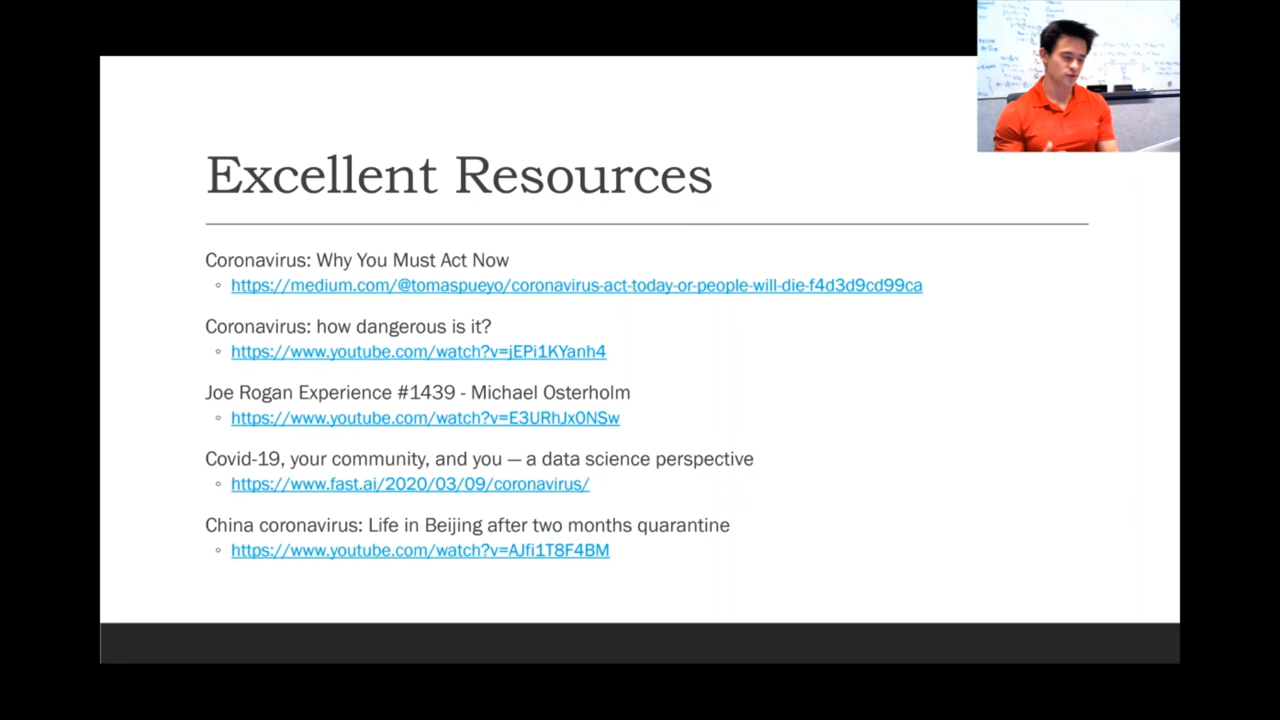 Excellent Resources
Coronavirus: Why You Must Act Now
https://medium.com/@tomaspueyo/coronavirus-act-today-or-people-will-die-f4d3d9cd99ca
Coronavirus: how dangerous is it?
https://www.youtube.com/watch?v=jEPi1KYanh4
Joe Rogan Experience #1439 - Michael Osterholm
https://www.youtube.com/watch?v=E3URhJx0NSw
Covid-19, your community, and you — a data science perspective
https://www.fast.ai/2020/03/09/coronavirus/
China coronavirus: Life in Beijing after two months quarantine
https://www.youtube.com/watch?v=AJfi1T8F4BM